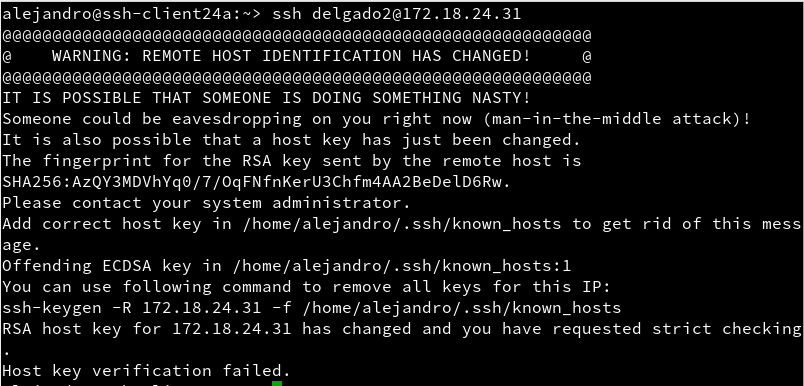 alejandro@ssh-client24a:~> ssh delgado2@172.18.24.31
@@@@@@@@@@@@@@@@@@@@@@@@@@@@@@@@@@@@@@@@@@@@@@@@@@@@@@@@@@@
@    WARNING: REMOTE HOST IDENTIFICATION HAS CHANGED!     @
@@@@@@@@@@@@@@@@@@@@@@@@@@@@@@@@@@@@@@@@@@@@@@@@@@@@@@@@@@@
IT IS POSSIBLE THAT SOMEONE IS DOING SOMETHING NASTY!
Someone could be eavesdropping on you right now (man-in-the-middle attack)!
It is also possible that a host key has just been changed.
The fingerprint for the RSA key sent by the remote host is
SHA256:AzQY3MDVhYq0/7/OqFNfnKerU3Chfm4AA2BeDelD6Rw.
Please contact your system administrator.
Add correct host key in /home/alejandro/.ssh/known_hosts to get rid of this mess
age.
Offending ECDSA key in /home/alejandro/.ssh/known_hosts:1
You can use following command to remove all keys for this IP:
ssh-keygen -R 172.18.24.31 -f /home/alejandro/.ssh/known_hosts
RSA host key for 172.18.24.31 has changed and you have requested strict checking
.
Host key verification failed.